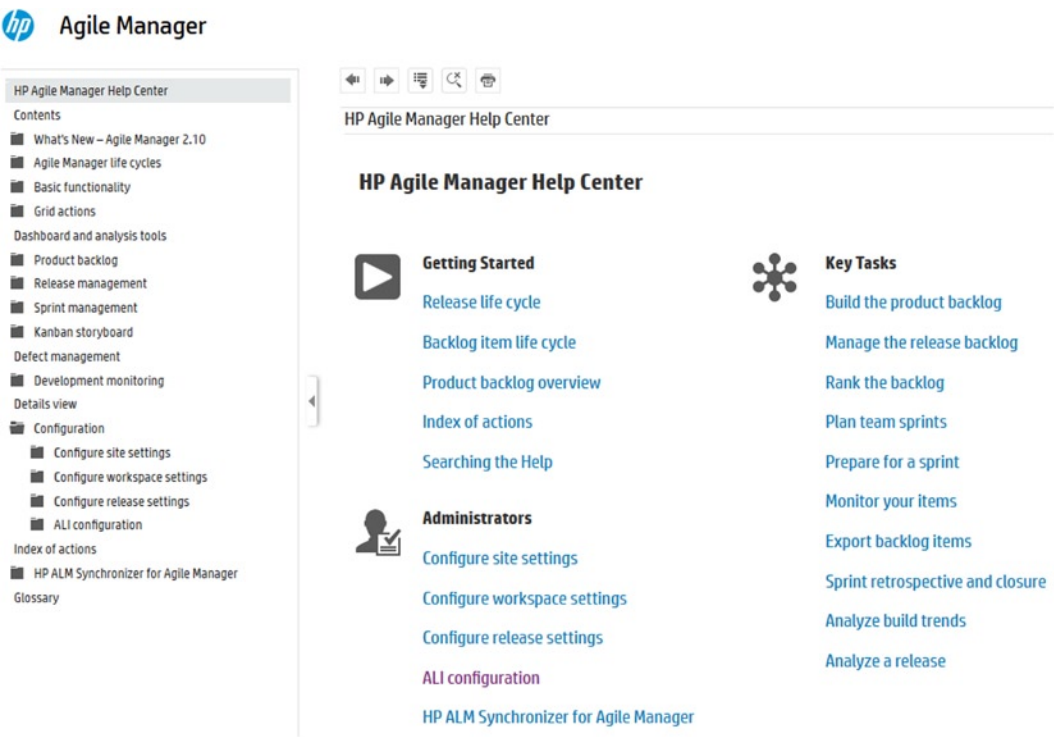 hp Agile Manager
HP Agile Manager Help Center
Contents
What's New – Agile Manager 2.10
Agile Manager life cycles
Basic functionality
Grid actions
Dashboard and analysis tools
Product backlog
Release management
Sprint management
Kanban storyboard
Defect management
Development monitoring
Details view
Configuration
Configure site settings
Configure workspace settings
Configure release settings
ALI configuration
Index of actions
HP ALM Synchronizer for Agile Manager
Glossary
HP Agile Manager Help Center
HP Agile Manager Help Center
Getting Started
Release life cycle
Backlog item life cycle
Product backlog overview
Index of actions
Searching the Help
Administrators
Configure site settings
Configure workspace settings
Configure release settings
ALI configuration
HP ALM Synchronizer for Agile Manager
Key Tasks
Build the product backlog
Manage the release backlog
Rank the backlog
Plan team sprints
Prepare for a sprint
Monitor your items
Export backlog items
Sprint retrospective and closure
Analyze build trends
Analyze a release